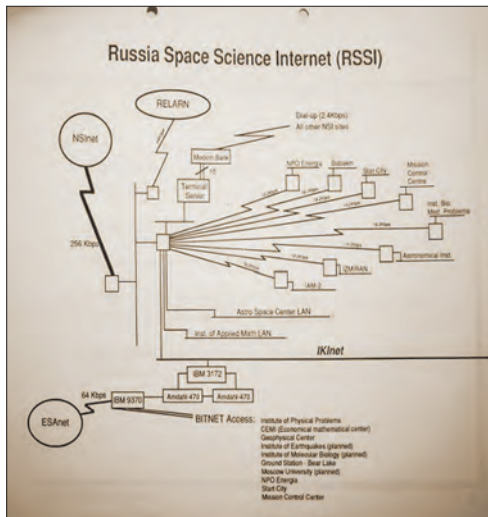 Russia Space Science Internet (RSSI)
RELARN
NSInet
Dial-up (2.4Kbps)
All other NSI sites
Modem Bank
Terminal
Server
NPO Energia
Babakin
Start City
Mission
Control
Centre
Inst. Bio.
Med. Problems
Astronomical Inst.
IZMIRAN
IAM-2
256 Kbps
Astro Space Center LAN
Inst. of Applied Math LAN
IKInet
IBM 3172
64 Kbps
IBM 9370
Amdahl-470
Amdahl-470
ESAnet
BITNET Access:
Institute of Physical Problems
CEMI (Economical mathematical center)
Geophysical Center
Institute of Earthquakes (planned)
Institute of Molecular Biology (planned)
Ground Station - Bear Lake
Moscow University (planned)
NPO Energia
Start City
Mission Control Center